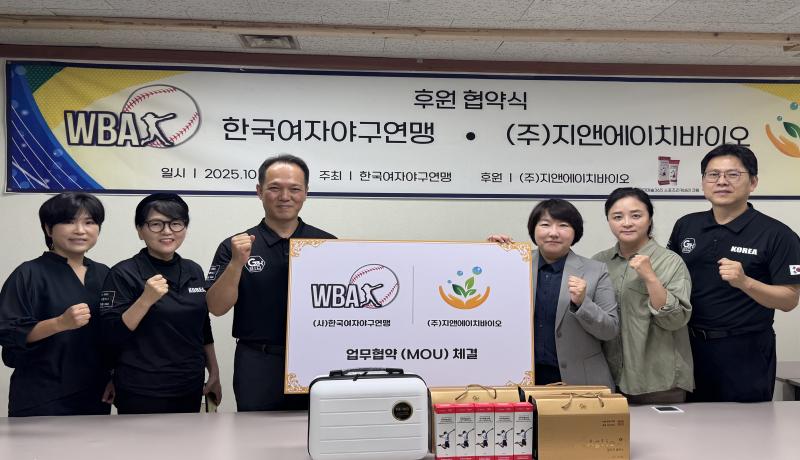 후원 협약식
WBA
한국여자야구연맹 • (주)지앤에이치바이오
일시 ㅣ 2025.10
주최 ㅣ 한국여자야구연맹
후원 ㅣ (주)지앤에이치바이오
KOREA
WBA
(사)한국여자야구연맹
(주)지앤에이치바이오
업무협약 (MOU) 체결